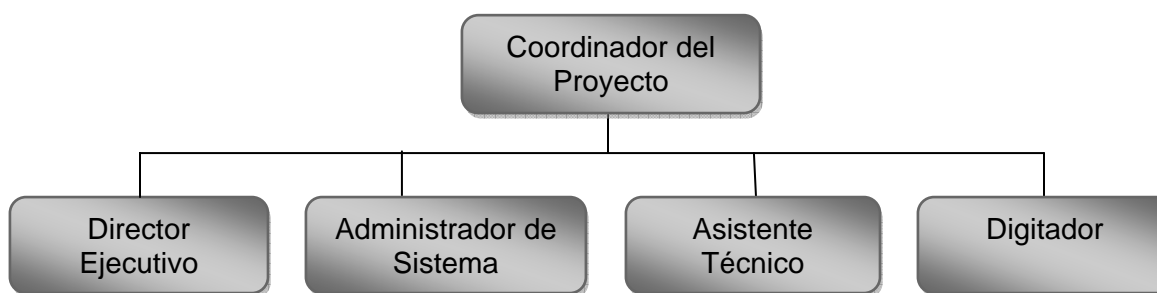 Coordinador del
Proyecto
Director
Ejecutivo
Administrador de
Sistema
Asistente
Técnico
Digitador